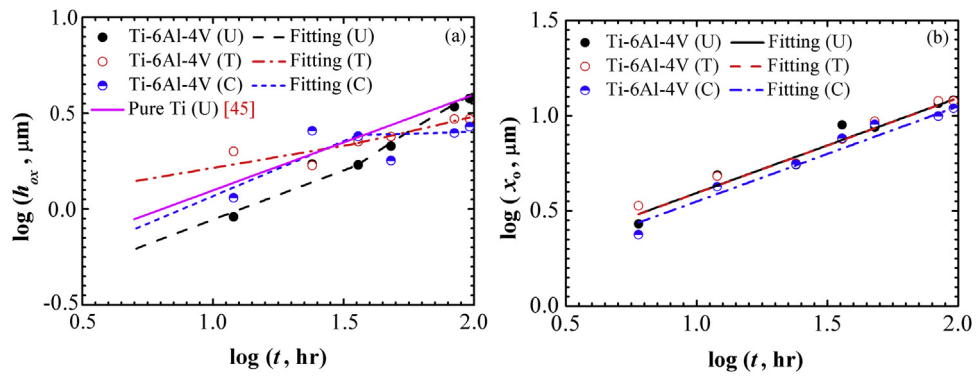 1.0
0.5
0.0
-0.5
log (h_ox , μm)
Ti-6Al-4V (U) Fitting (U) (a)
Ti-6Al-4V (T) Fitting (T)
Ti-6Al-4V (C) Fitting (C)
Pure Ti (U) [45]
0.5 1.0 1.5 2.0
log (t, hr)
1.5
1.0
0.5
0.0
log (x_o , μm)
Ti-6Al-4V (U) Fitting (U) (b)
Ti-6Al-4V (T) Fitting (T)
Ti-6Al-4V (C) Fitting (C)
0.5 1.0 1.5 2.0
log (t, hr)